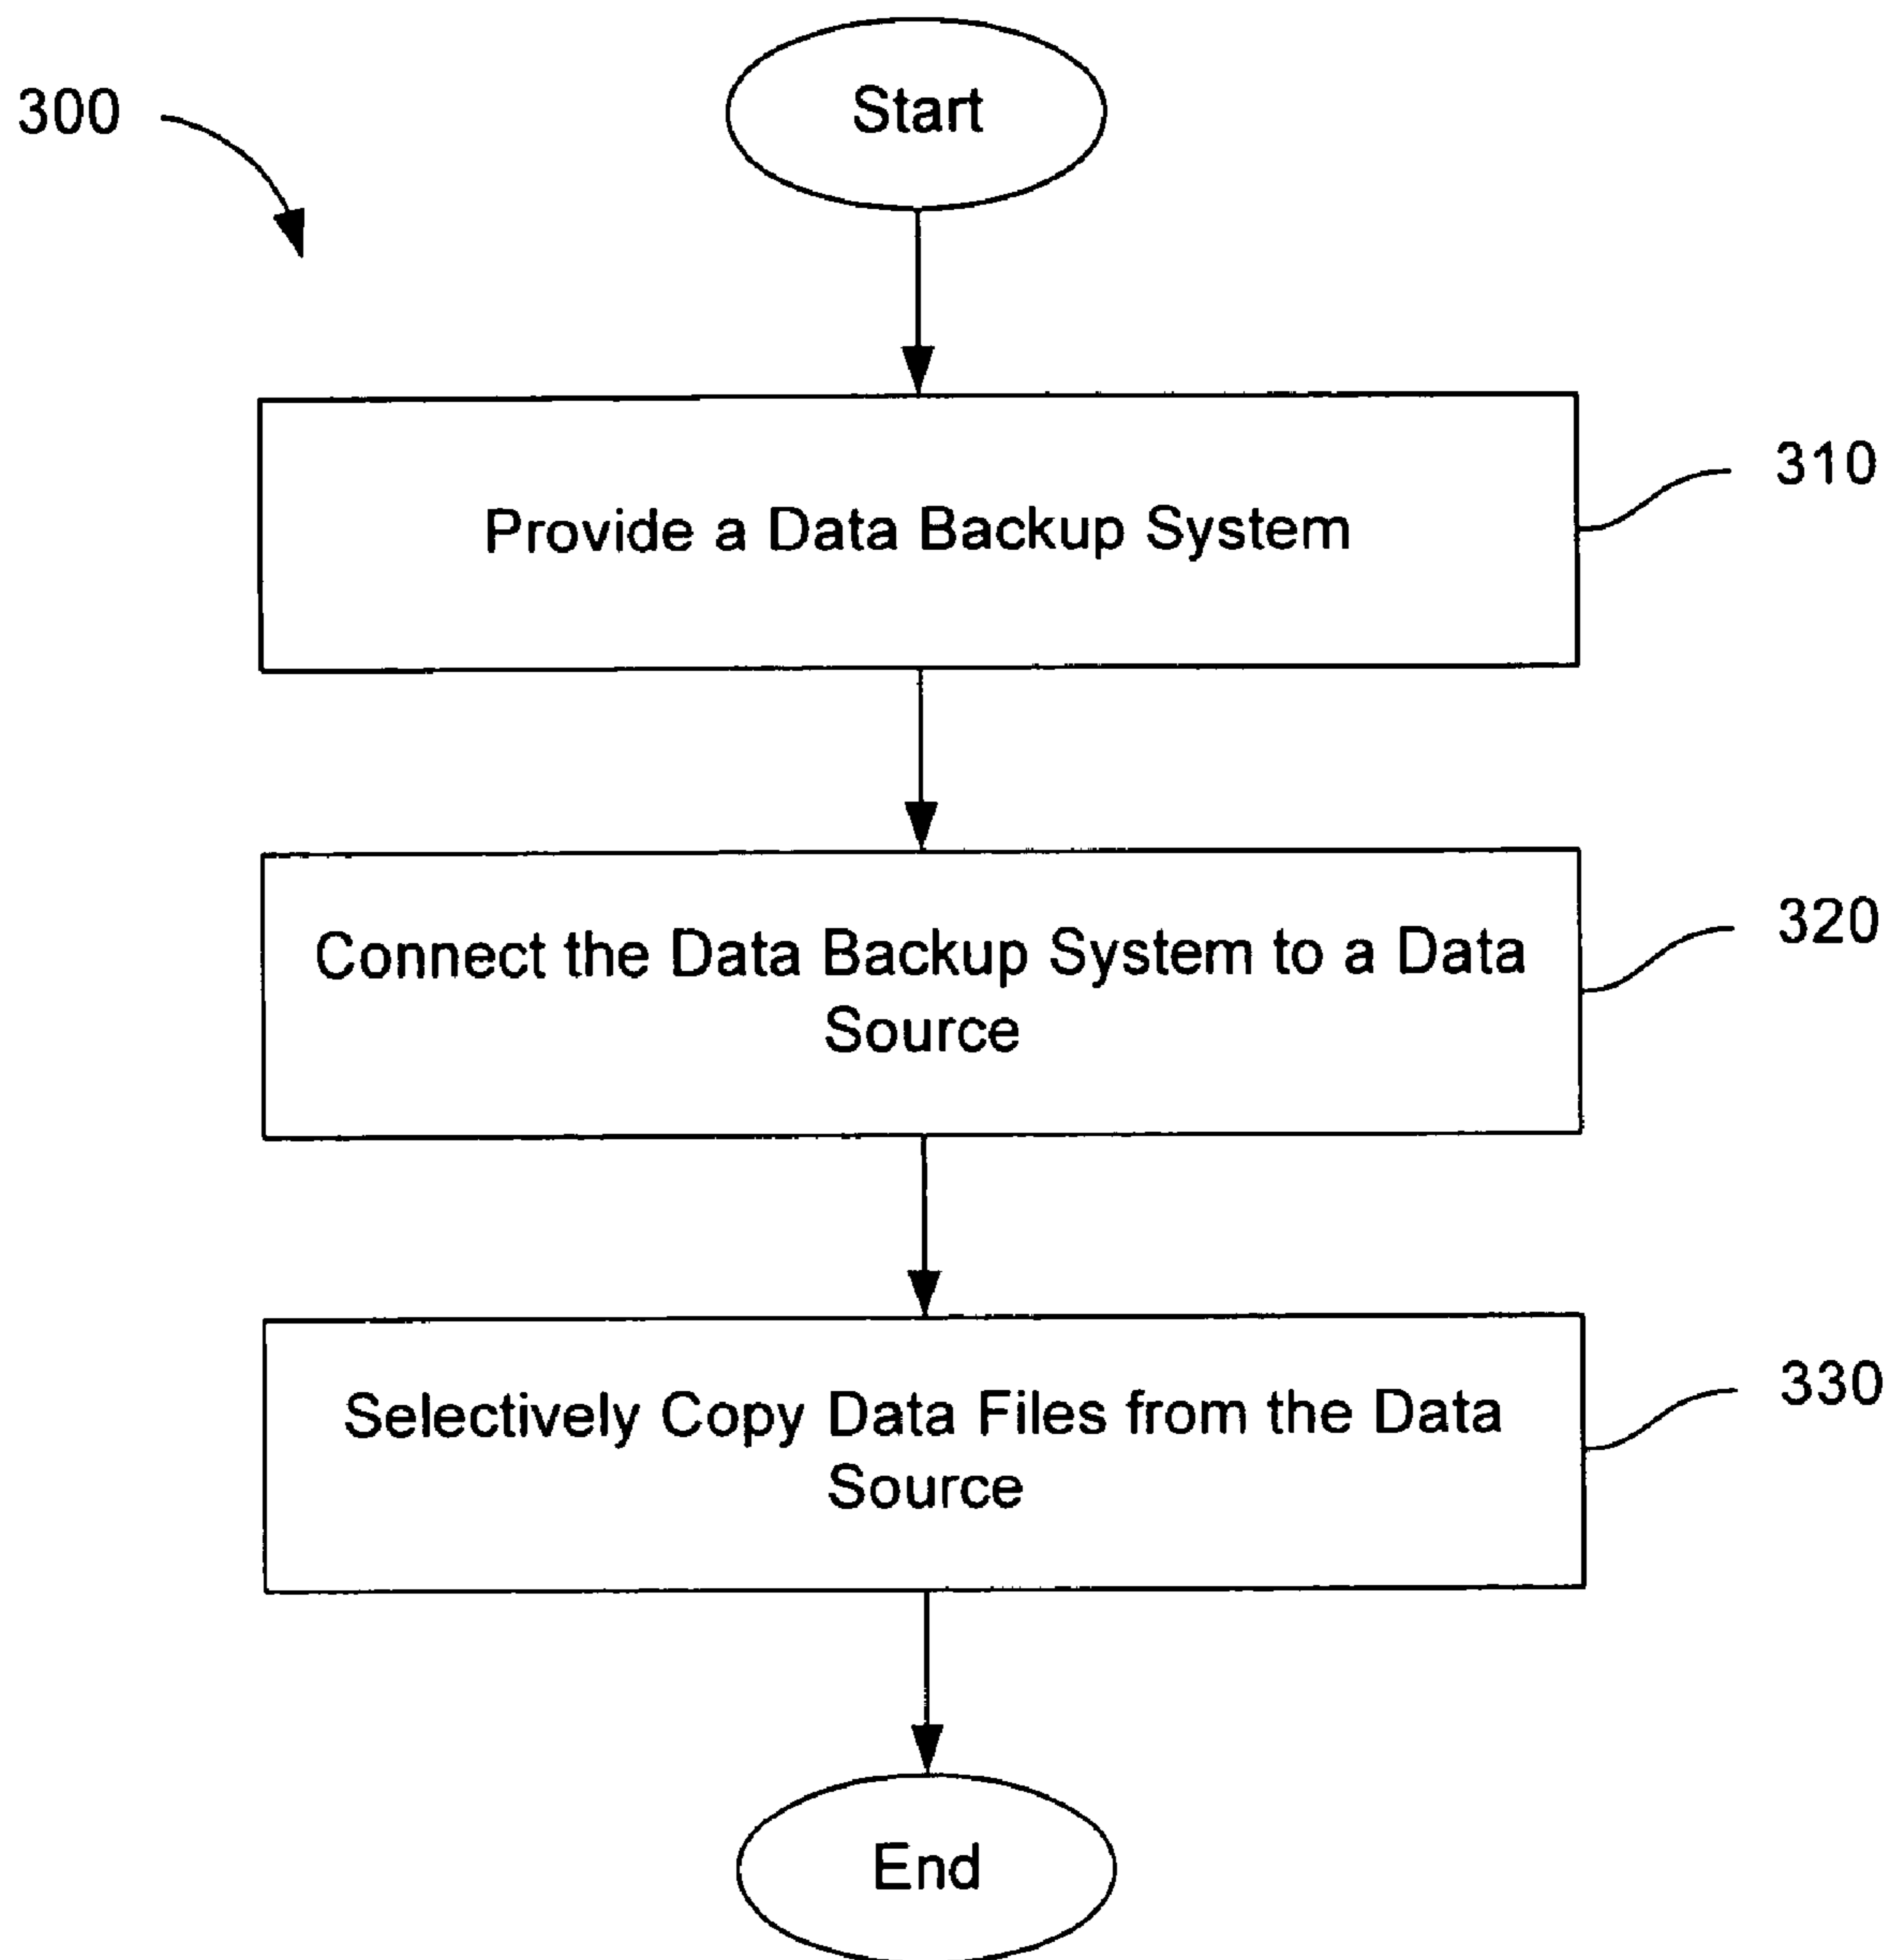 300
Start
310
Provide a Data Backup System
320
Connect the Data Backup System to a Data
Source
330
Selectively Copy Data Files from the Data
Source
End